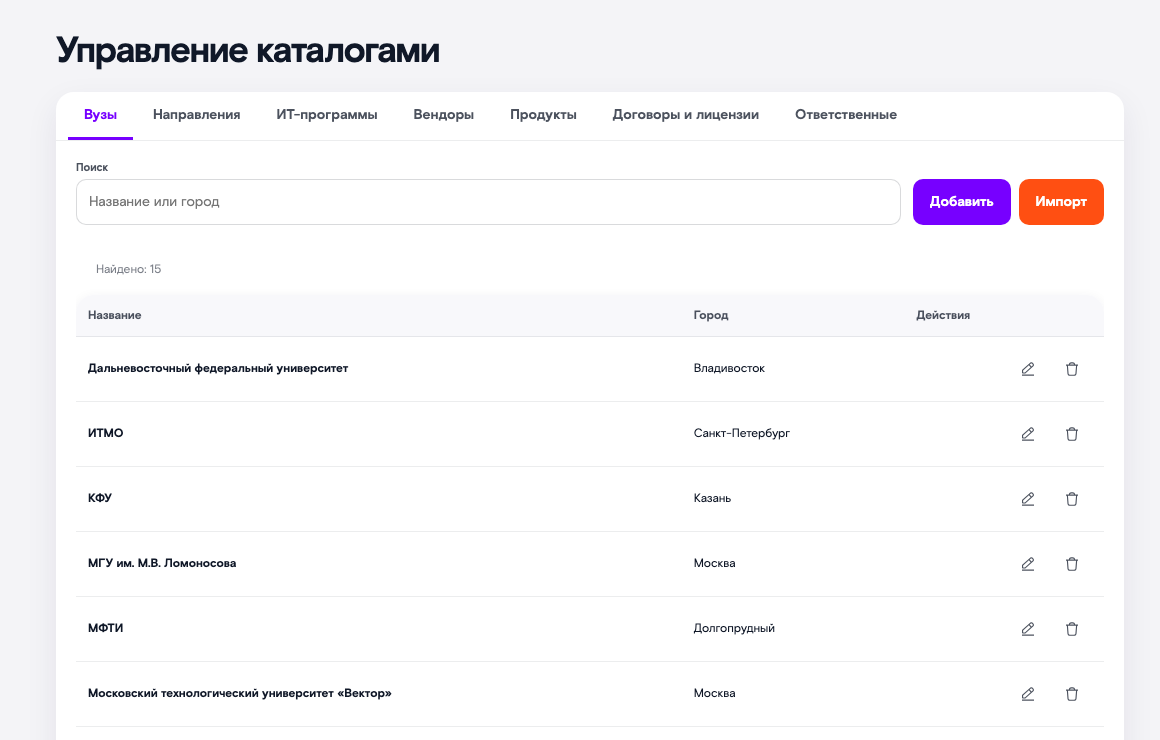 Управление каталогами
Вузы Направления ИТ-программы Вендоры Продукты Договоры и лицензии Ответственные
Поиск
Название или город Добавить Импорт
Найдено: 15
Название Город Действия
Дальневосточный федеральный университет Владивосток
ИТМО Санкт-Петербург
КФУ Казань
МГУ им. М.В. Ломоносова Москва
МФТИ Долгопрудный
Московский технологический университет «Вектор» Москва